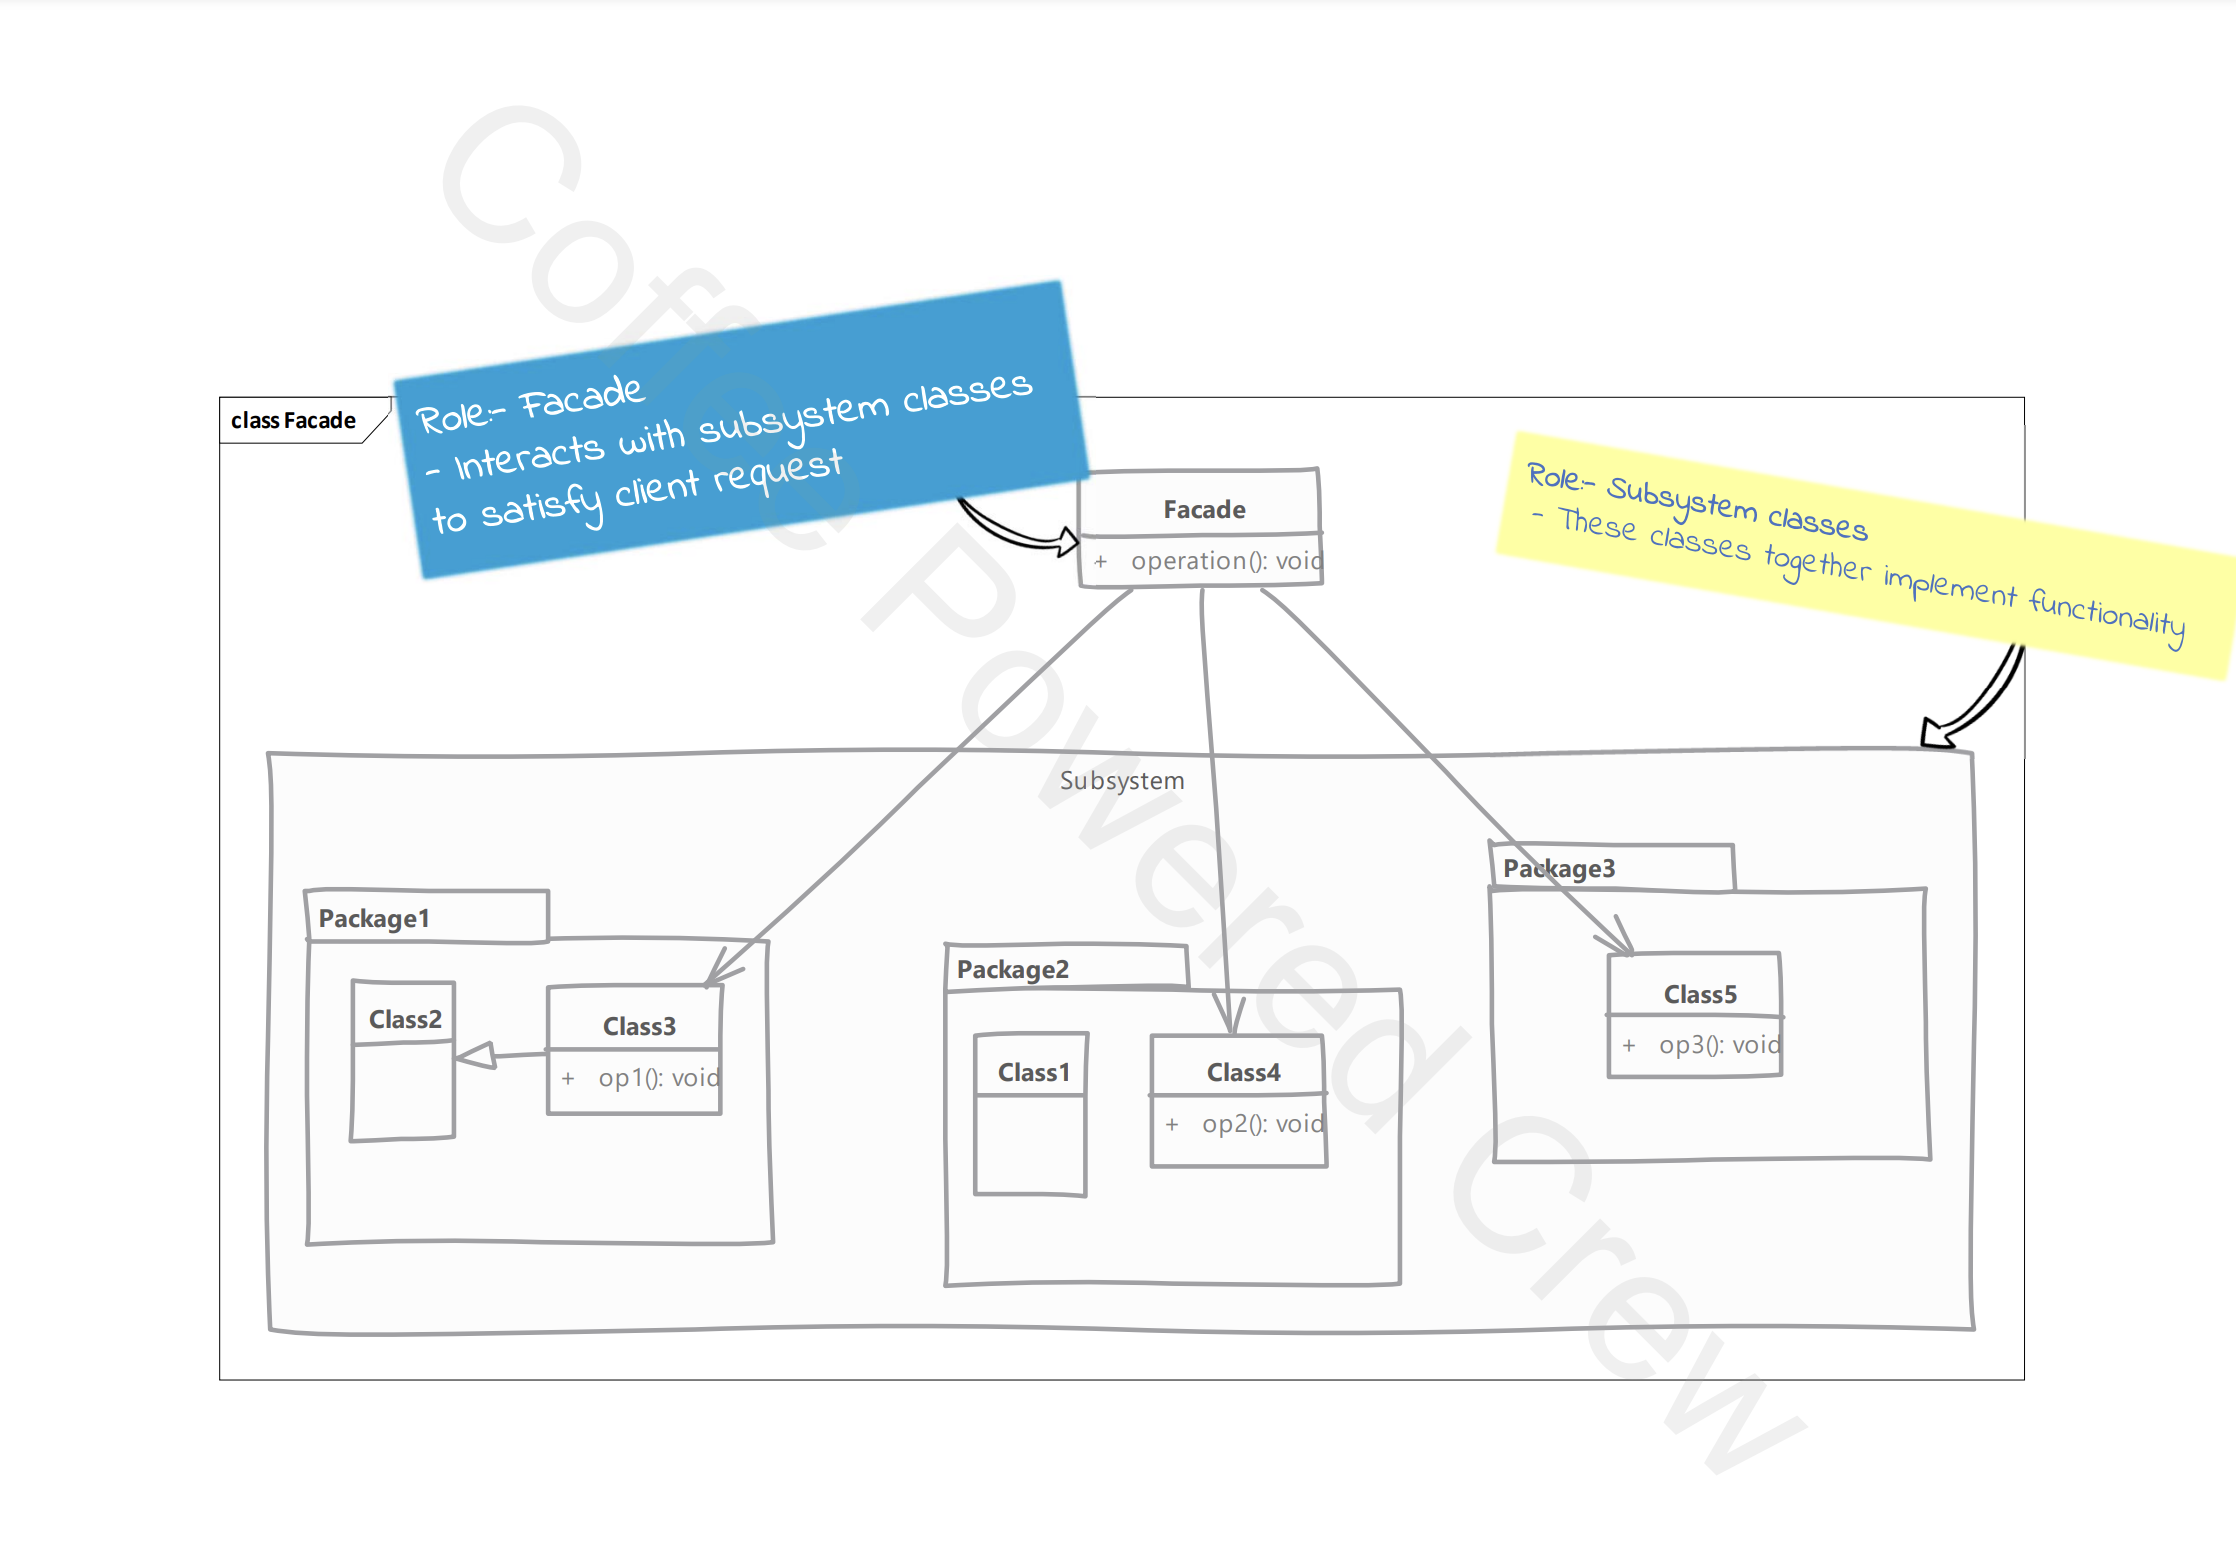 Coffee Powered Crew
class Facade
Role:- Facade
- Interacts with subsystem classes
to satisfy client request
Facade
+ operation(): void
Role:- Subsystem classes
- These classes together implement functionality
Subsystem
Package1
Class2
Class3
+ op1(): void
Package2
Class1
Class4
+ op2(): void
Package3
Class5
+ op3(): void